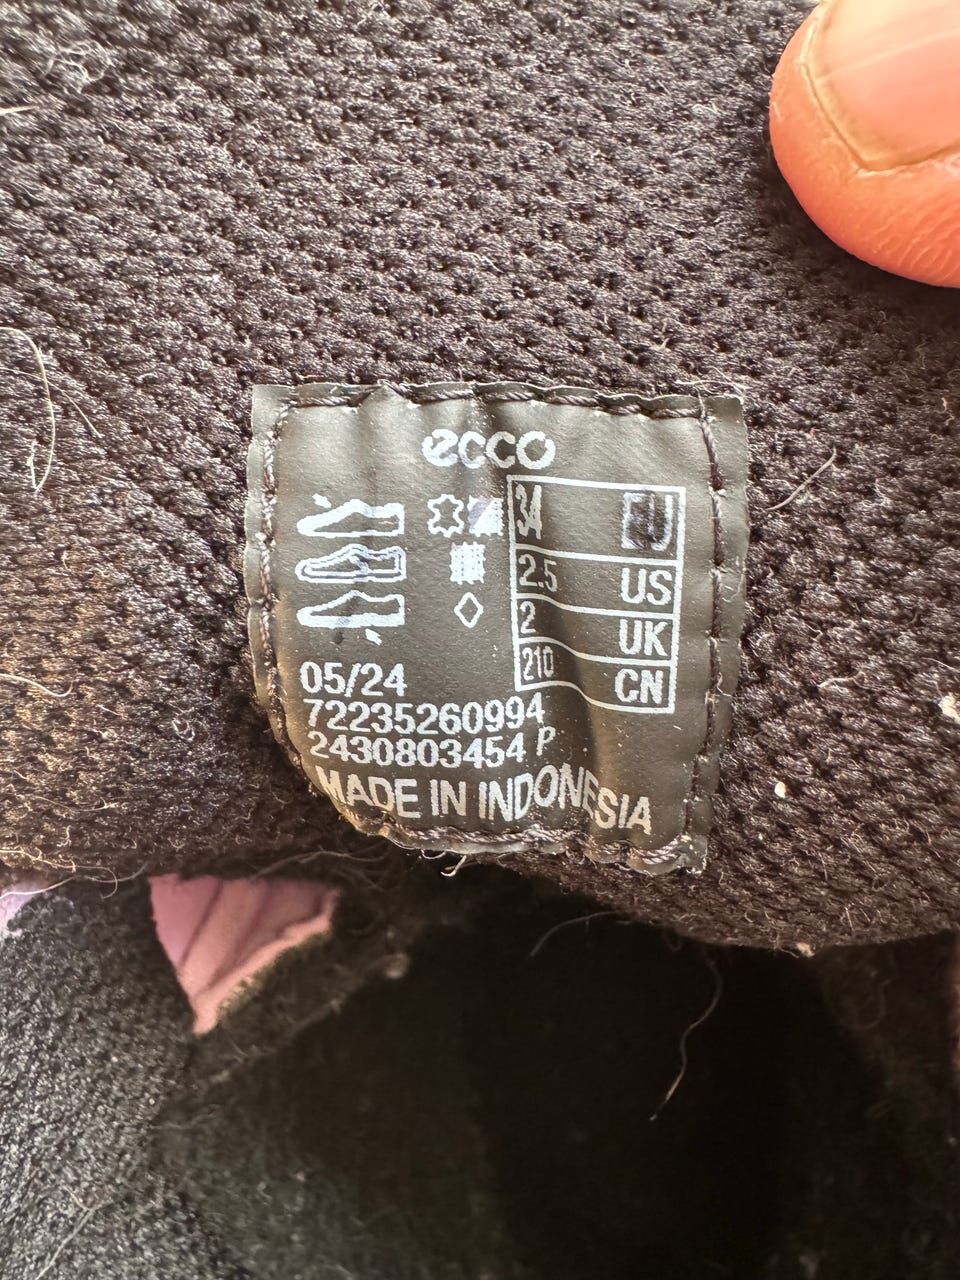 ecco
34 EU
2.5 US
2 UK
210 CN
05/24
72235260994
2430803454 P
MADE IN INDONESIA